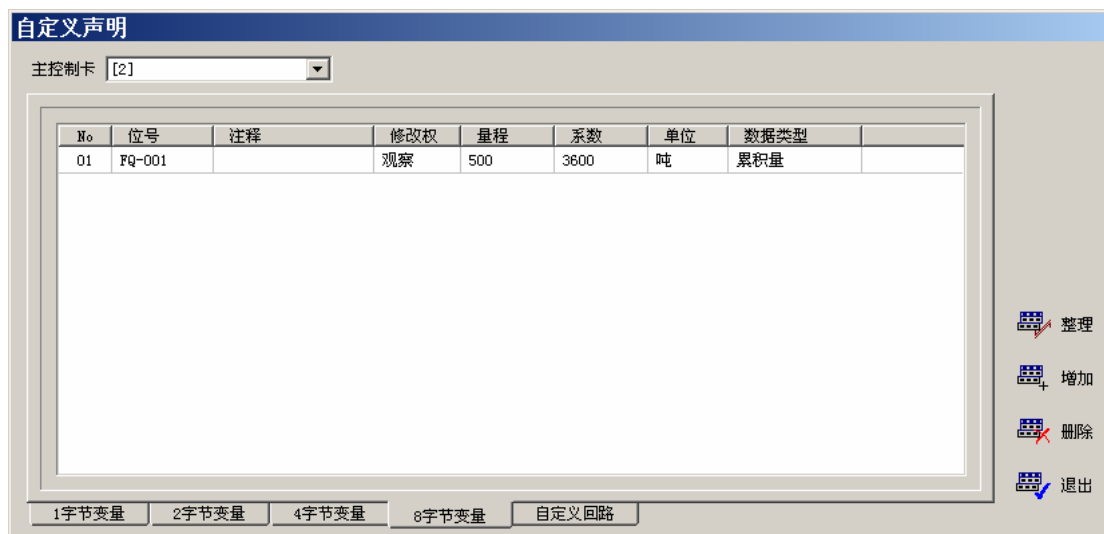 自定义声明
主控制卡 [2]
No 位号 注释 修改权 量程 系数 单位 数据类型
01 FQ-001 观察 500 3600 吨 累积量
整理
增加
删除
退出
1字节变量 2字节变量 4字节变量 8字节变量 自定义回路